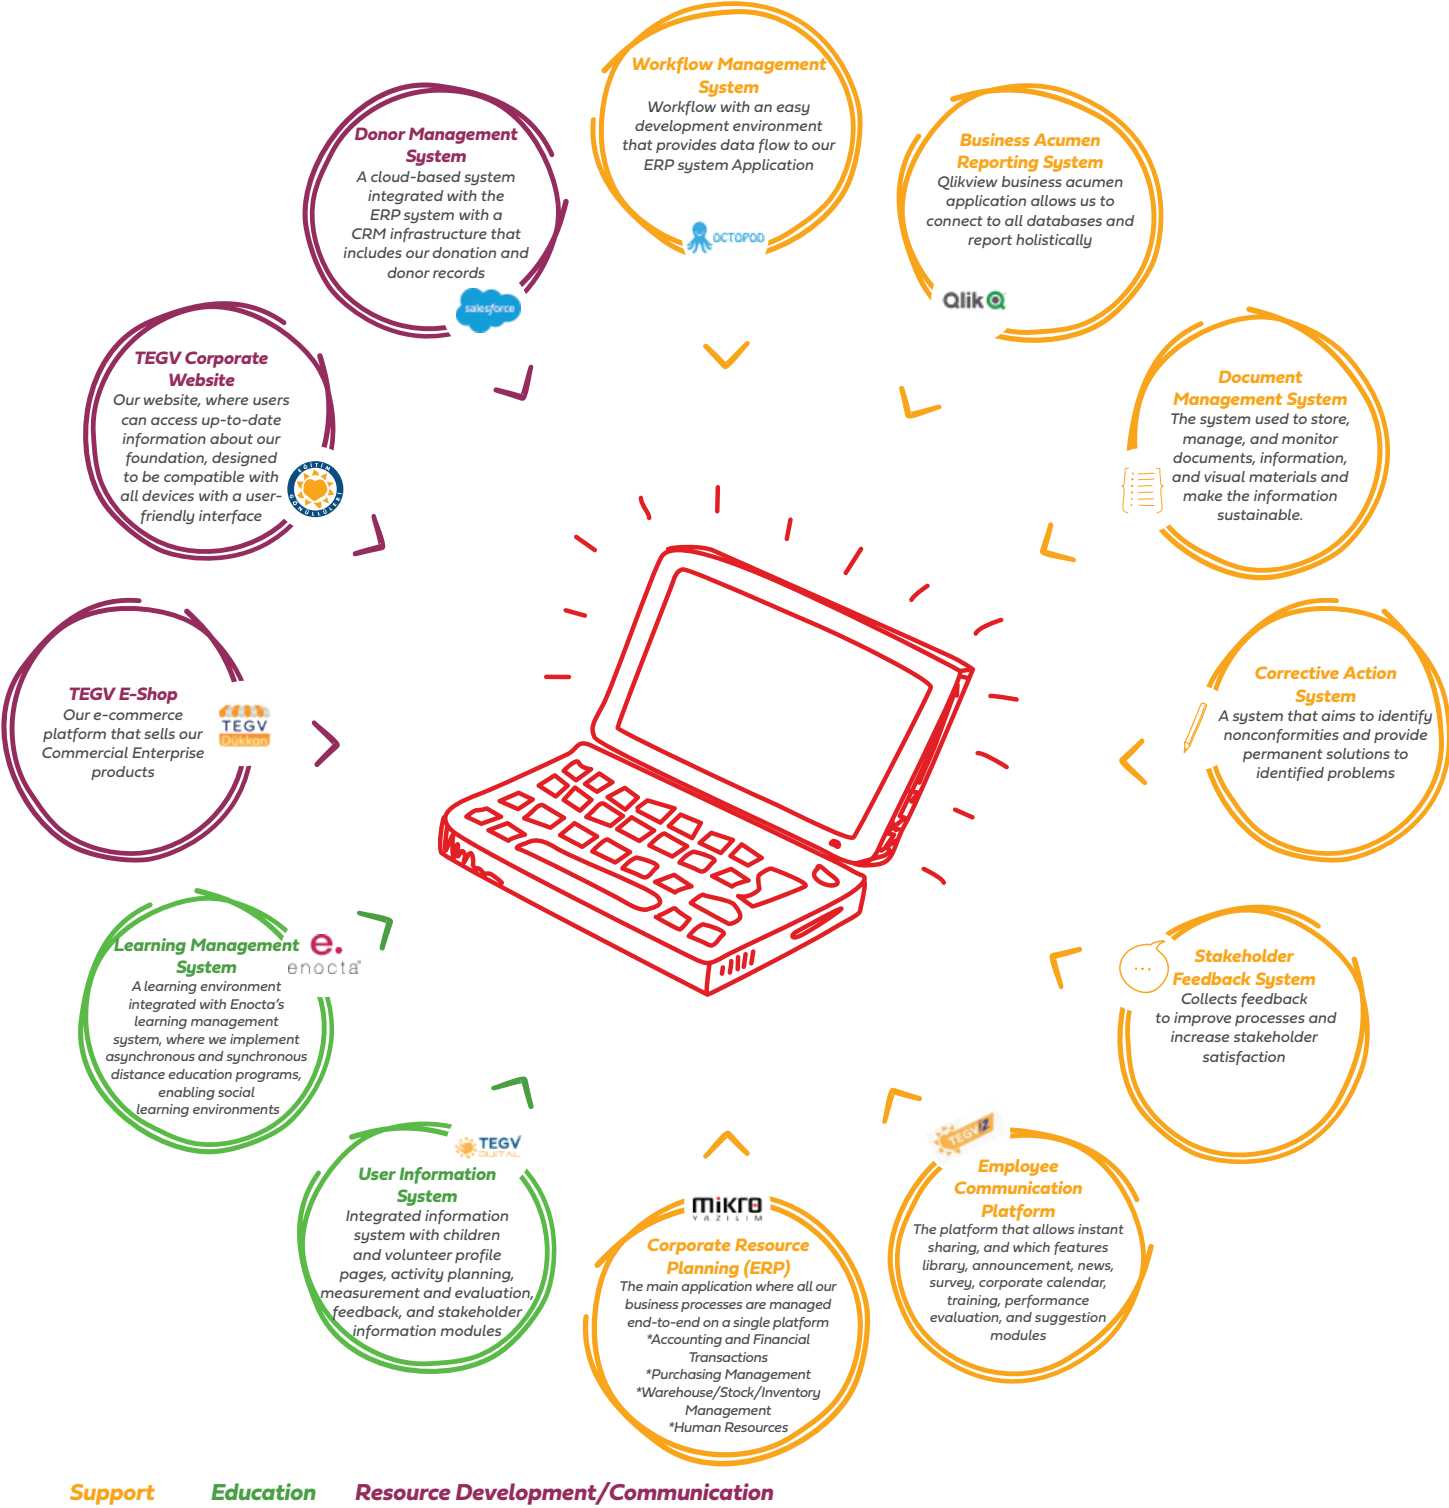 Workflow Management
System
Workflow with an easy
development environment
that provides data flow to our
ERP system Application
OCTOPOD
Business Acumen
Reporting System
Qlikview business acumen
application allows us to
connect to all databases and
report holistically
Qlik
Document
Management System
The system used to store,
manage, and monitor
documents, information,
and visual materials and
make the information
sustainable.
Corrective Action
System
A system that aims to identify
nonconformities and provide
permanent solutions to
identified problems
Stakeholder
Feedback System
Collects feedback
to improve processes and
increase stakeholder
satisfaction
TEGVİZ
Employee
Communication
Platform
The platform that allows instant
sharing, and which features
library, announcement, news,
survey, corporate calendar,
training, performance
evaluation, and suggestion
modules
mikro
YAZILIM
Corporate Resource
Planning (ERP)
The main application where all our
business processes are managed
end-to-end on a single platform
*Accounting and Financial
Transactions
*Purchasing Management
*Warehouse/Stock/Inventory
Management
*Human Resources
TEGV
DİJİTAL
User Information
System
Integrated information
system with children
and volunteer profile
pages, activity planning,
measurement and evaluation,
feedback, and stakeholder
information modules
e.
enocta
Learning Management
System
A learning environment
integrated with Enocta's
learning management
system, where we implement
asynchronous and synchronous
distance education programs,
enabling social
learning environments
TEGV E-Shop
Our e-commerce
platform that sells our
Commercial Enterprise
products
TEGV
Dükkan
TEGV Corporate
Website
Our website, where users
can access up-to-date
information about our
foundation, designed
to be compatible with
all devices with a user-
friendly interface
EĞİTİM
GÖNÜLLÜLERİ
Donor Management
System
A cloud-based system
integrated with the
ERP system with a
CRM infrastructure that
includes our donation and
donor records
salesforce
Support
Education
Resource Development/Communication